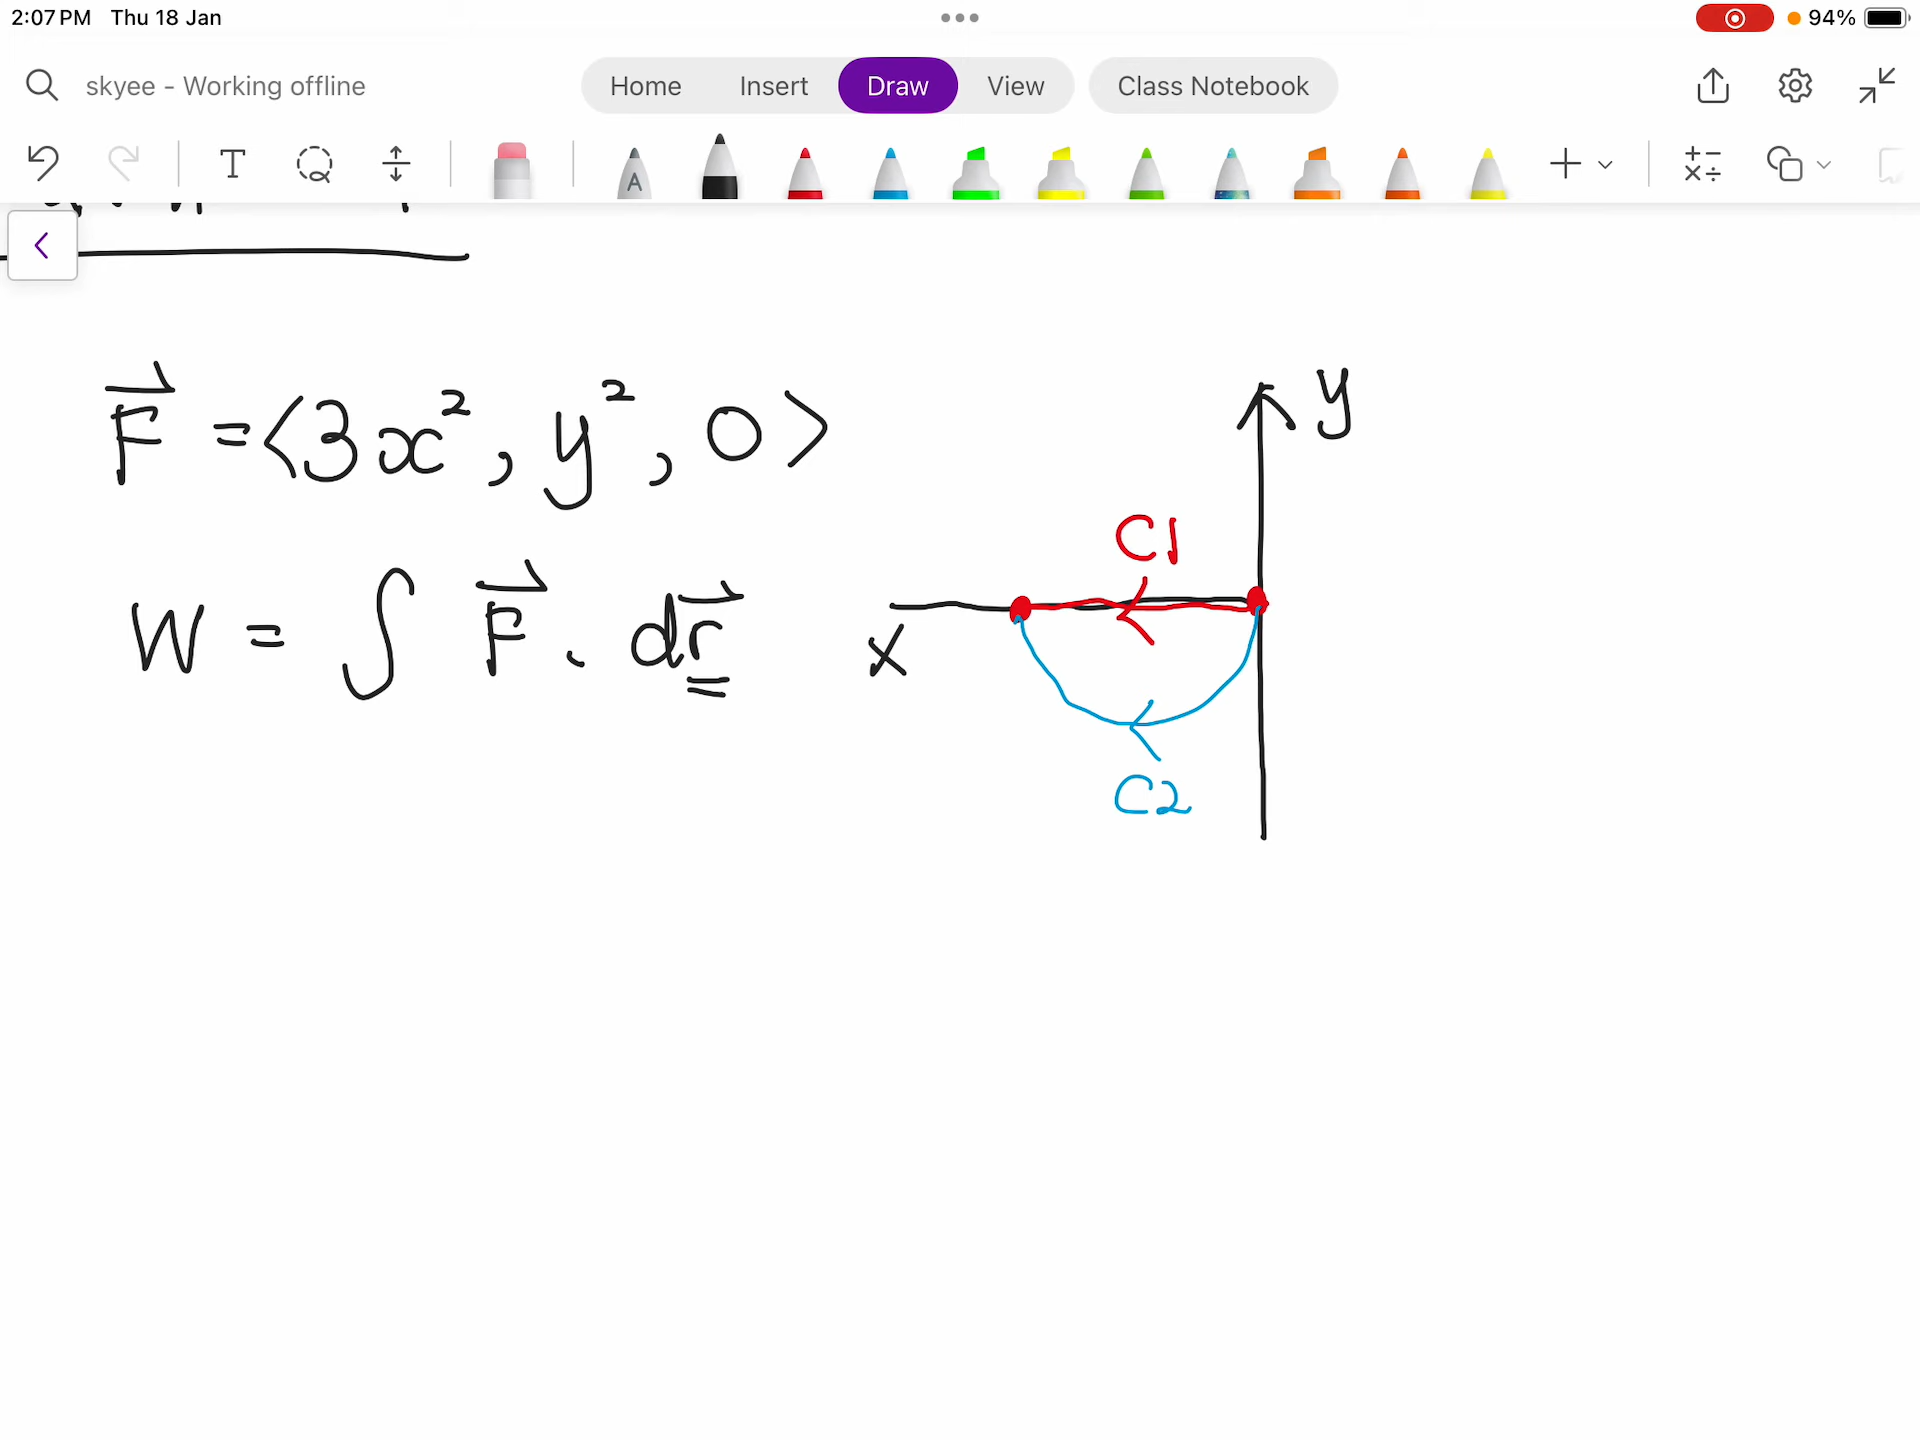 2:07 PM Thu 18 Jan
94%
skyee - Working offline
Home Insert Draw View Class Notebook
T
A
F⃗ = <3x², y², 0>
y
C1
W = ∫ F⃗ . dr⃗
x
C2